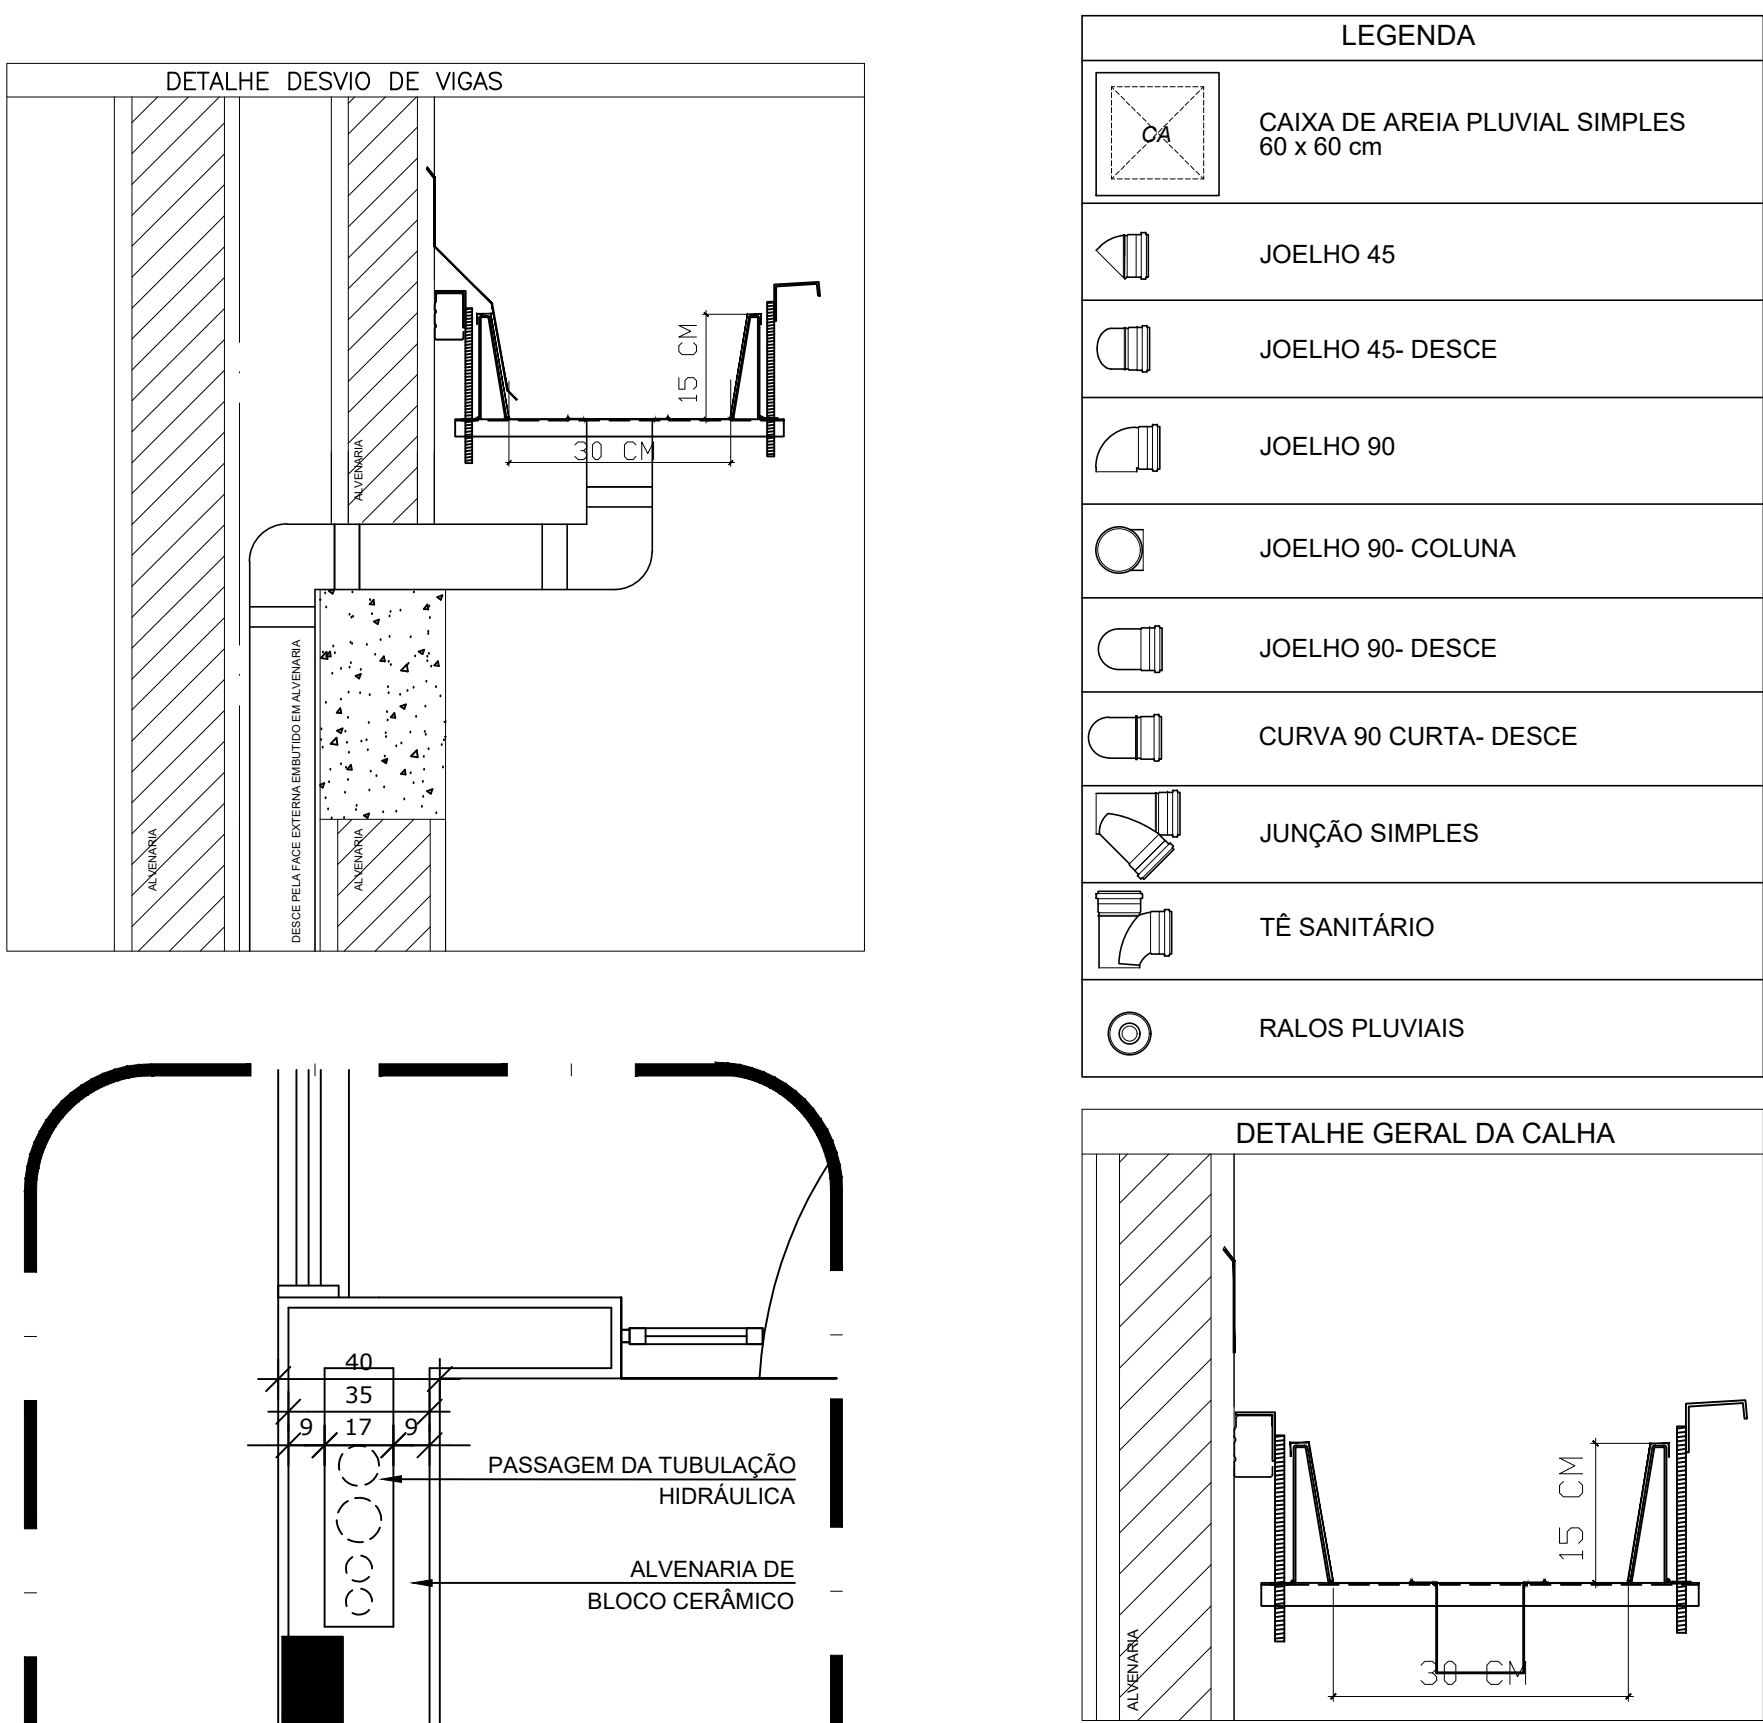 DETALHE DESVIO DE VIGAS
15 CM
30 CM
ALVENARIA
ALVENARIA
DESCE PELA FACE EXTERNA EMBUTIDO EM ALVENARIA
ALVENARIA
LEGENDA
CA
CAIXA DE AREIA PLUVIAL SIMPLES
60 x 60 cm
JOELHO 45
JOELHO 45- DESCE
JOELHO 90
JOELHO 90- COLUNA
JOELHO 90- DESCE
CURVA 90 CURTA- DESCE
JUNÇÃO SIMPLES
TÊ SANITÁRIO
RALOS PLUVIAIS
40
35
9 17 9
PASSAGEM DA TUBULAÇÃO
HIDRÁULICA
ALVENARIA DE
BLOCO CERÂMICO
DETALHE GERAL DA CALHA
15 CM
30 CM
ALVENARIA